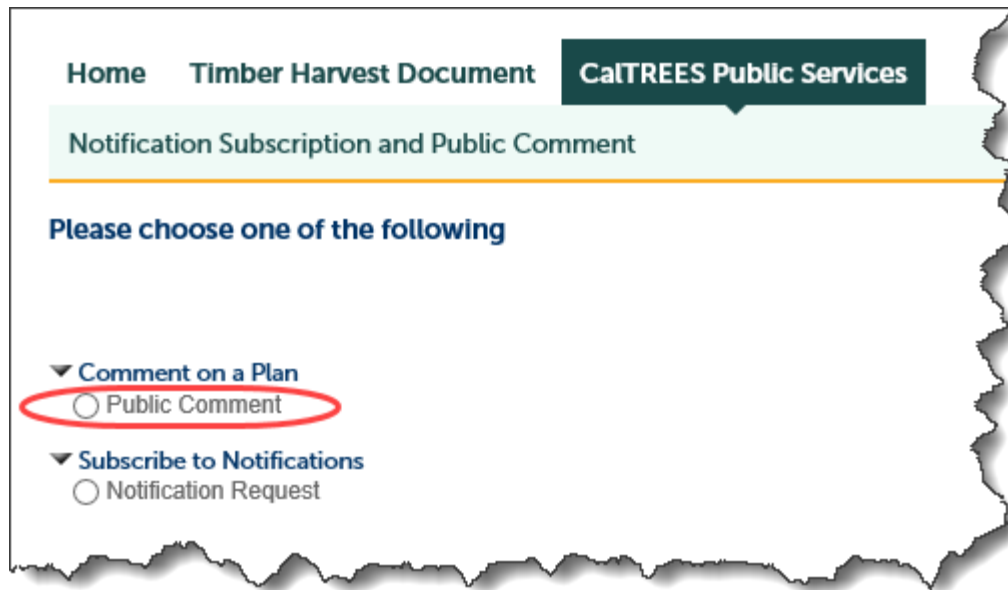 Home Timber Harvest Document CalTREES Public Services
Notification Subscription and Public Comment
Please choose one of the following
Comment on a Plan
Public Comment
Subscribe to Notifications
Notification Request